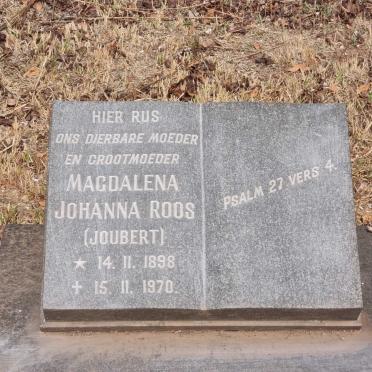 HIER RUS
ONS DIERBARE MOEDER
EN GROOTMOEDER
MAGDALENA
JOHANNA ROOS
(JOUBERT)
★ 14. 11. 1898
✝ 15. 11. 1970.
PSALM 27 VERS 4.